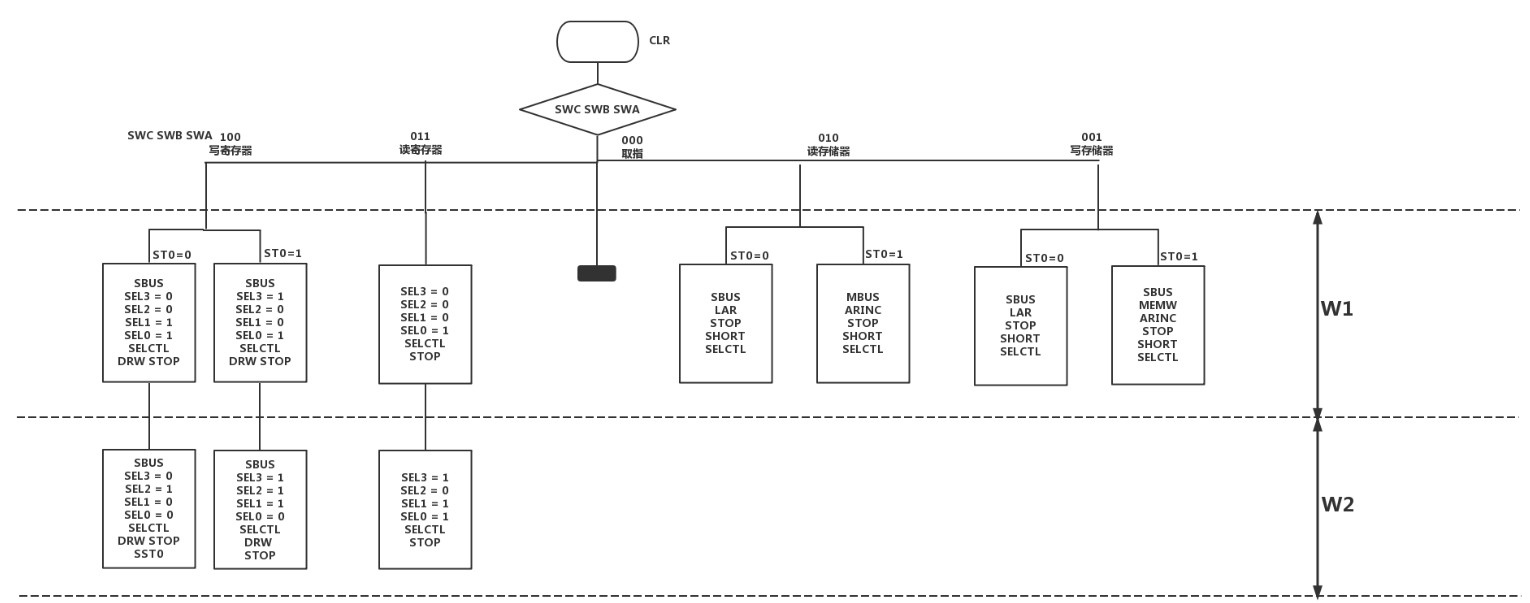 CLR
SWC SWB SWA
SWC SWB SWA 100
写寄存器
011
读寄存器
000
取指
010
读存储器
001
写存储器
ST0=0
ST0=1
ST0=0
ST0=1
ST0=0
ST0=1
SBUS
SEL3 = 0
SEL2 = 0
SEL1 = 1
SEL0 = 1
SELCTL
DRW STOP
SBUS
SEL3 = 1
SEL2 = 0
SEL1 = 0
SEL0 = 1
SELCTL
DRW STOP
SEL3 = 0
SEL2 = 0
SEL1 = 0
SEL0 = 1
SELCTL
STOP
SBUS
LAR
STOP
SHORT
SELCTL
MBUS
ARINC
STOP
SHORT
SELCTL
SBUS
LAR
STOP
SHORT
SELCTL
SBUS
MEMW
ARINC
STOP
SHORT
SELCTL
W1
SBUS
SEL3 = 0
SEL2 = 1
SEL1 = 0
SEL0 = 0
SELCTL
DRW STOP
SST0
SBUS
SEL3 = 1
SEL2 = 1
SEL1 = 1
SEL0 = 0
SELCTL
DRW
STOP
SEL3 = 1
SEL2 = 0
SEL1 = 1
SEL0 = 1
SELCTL
STOP
W2